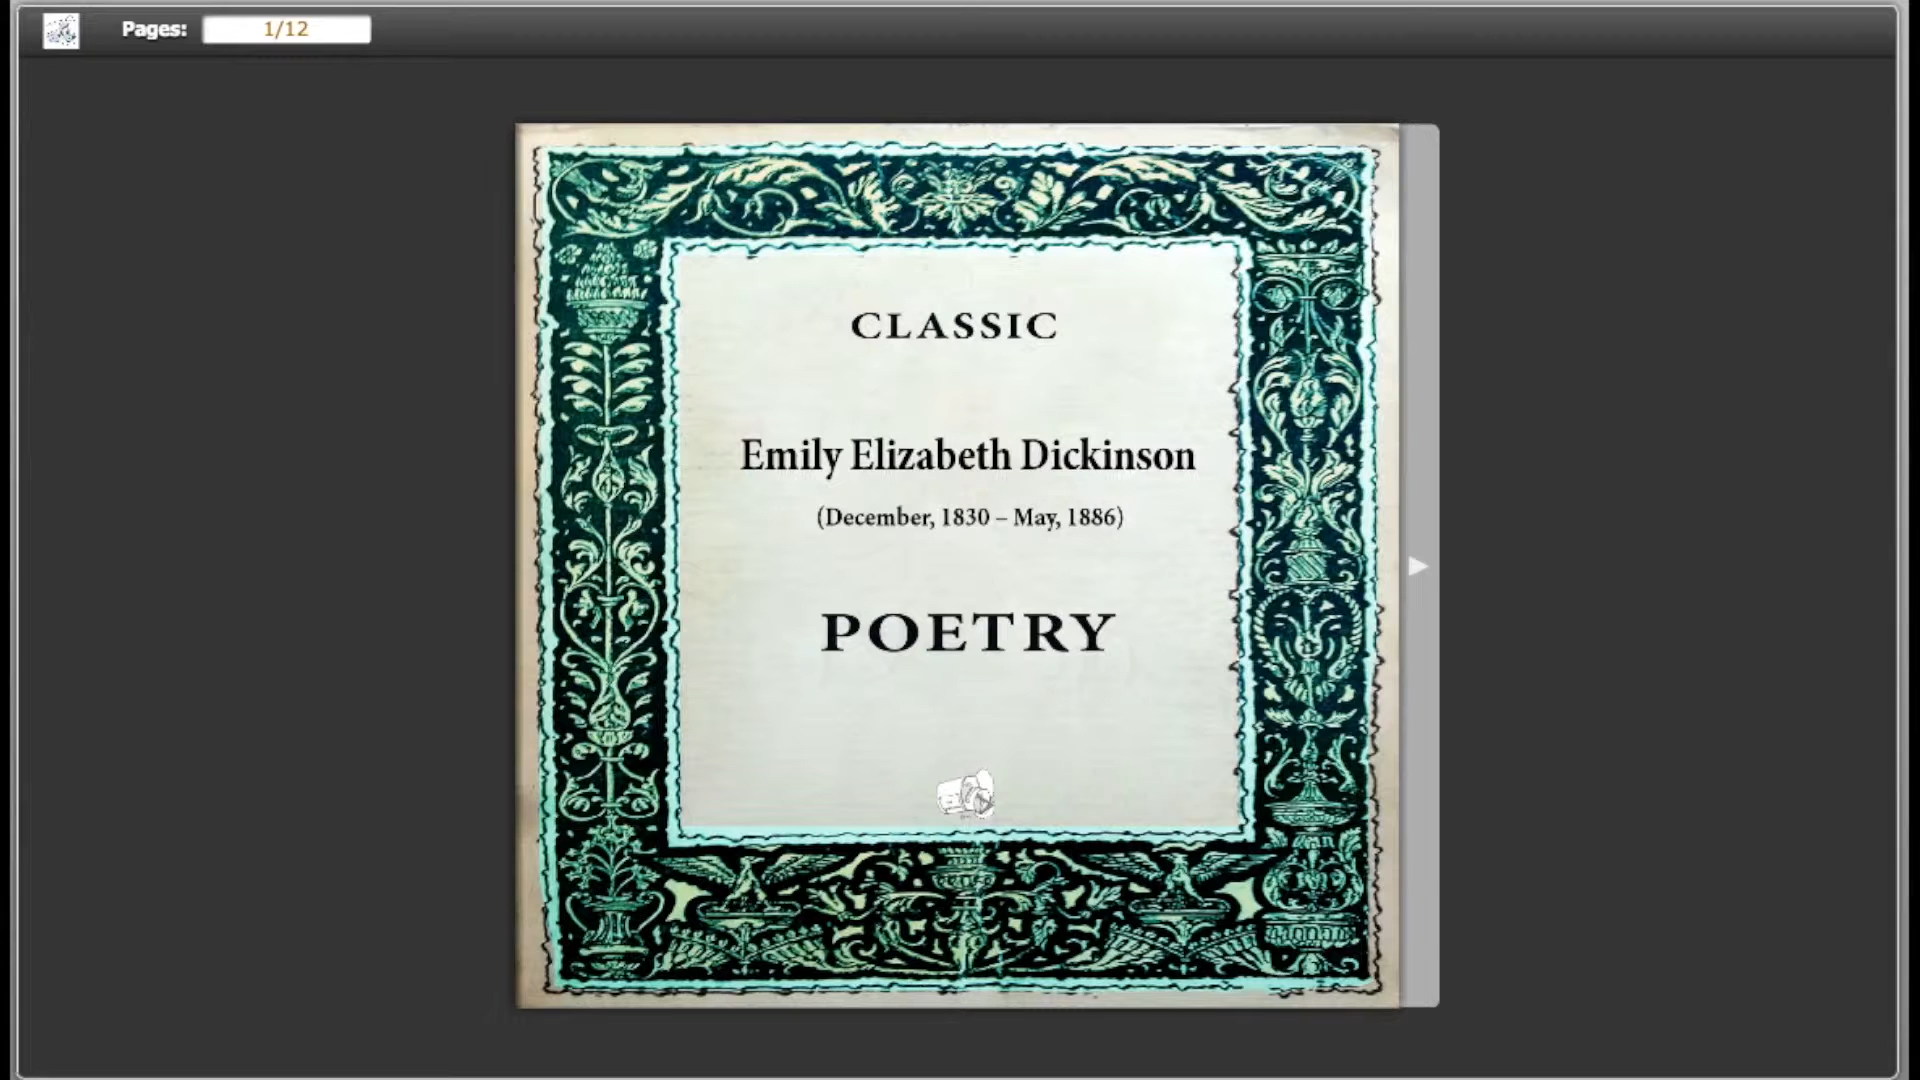 Pages: 1/12
CLASSIC
Emily Elizabeth Dickinson
(December, 1830 – May, 1886)
POETRY